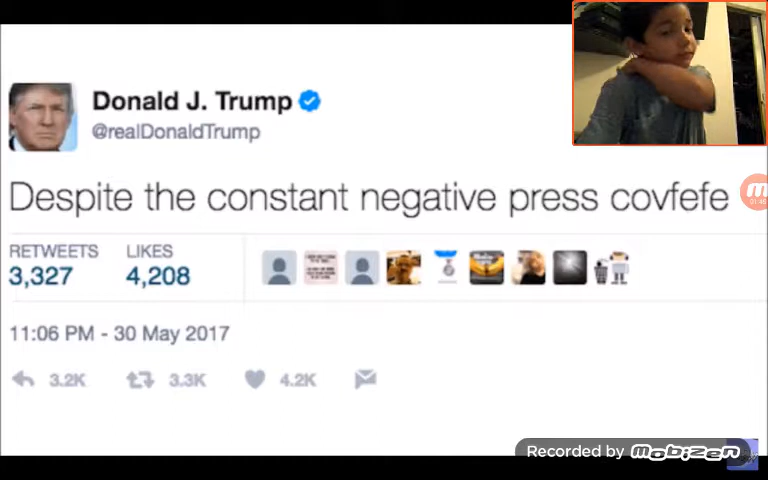 Donald J. Trump
@realDonaldTrump
Despite the constant negative press covfefe
RETWEETS LIKES
3,327 4,208
11:06 PM - 30 May 2017
3.2K 3.3K 4.2K
Recorded by
mobizen